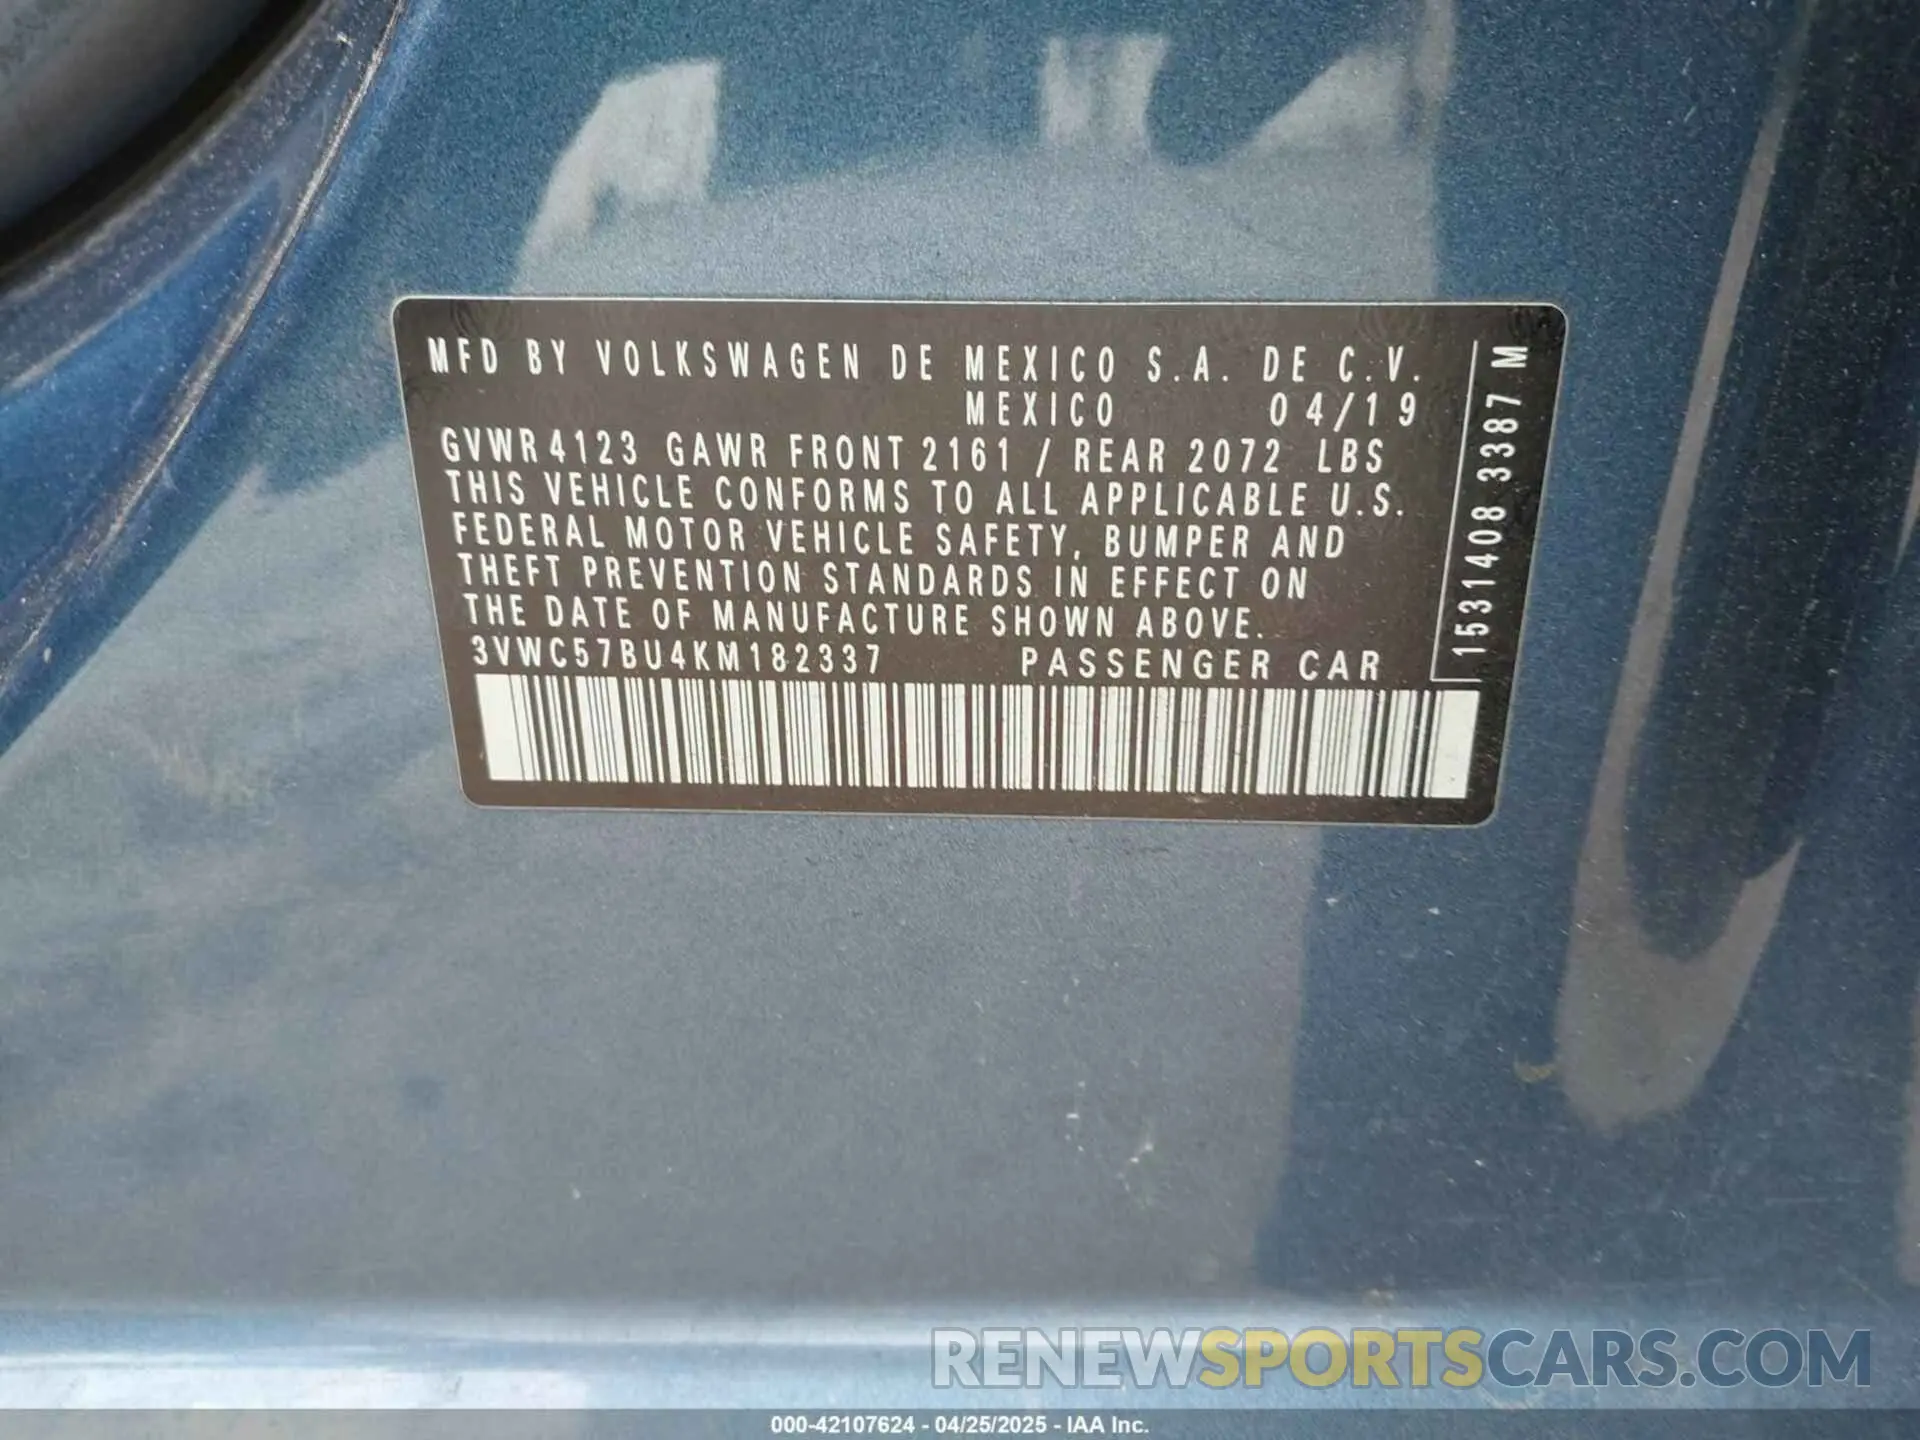 MFD BY VOLKSWAGEN DE MEXICO S.A. DE C.V.
MEXICO 04/19
GVWR 4123 GAWR FRONT 2161 / REAR 2072 LBS
THIS VEHICLE CONFORMS TO ALL APPLICABLE U.S.
FEDERAL MOTOR VEHICLE SAFETY, BUMPER AND
THEFT PREVENTION STANDARDS IN EFFECT ON
THE DATE OF MANUFACTURE SHOWN ABOVE.
3VWC57BU4KM182337 PASSENGER CAR
1531408 3387 M
RENEWSPORTSCARS.COM
000-42107624 - 04/25/2025 - IAA Inc.